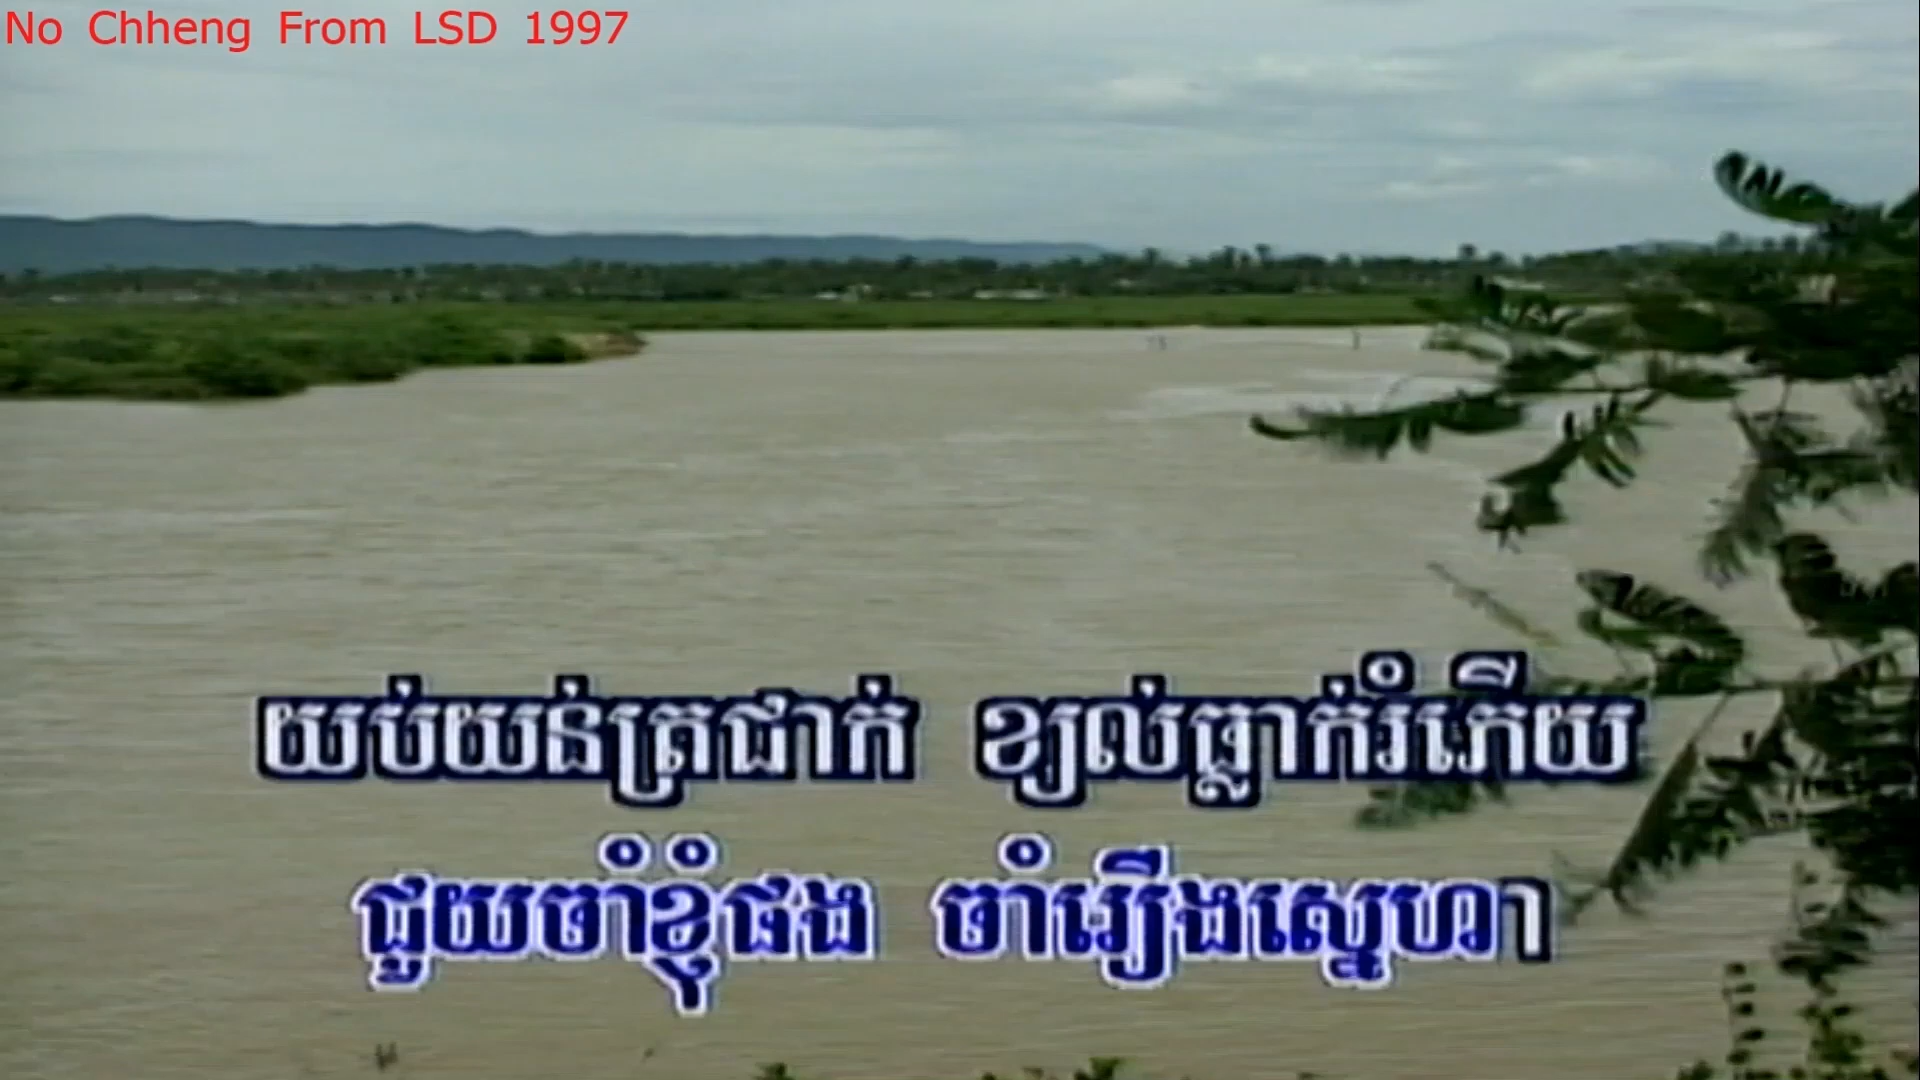 No Chheng From LSD 1997
យប់យន់ត្រជាក់ ខ្យល់ធ្លាក់រំភើយ
ជួយចាំខ្ញុំផង ចាំរឿងស្នេហា